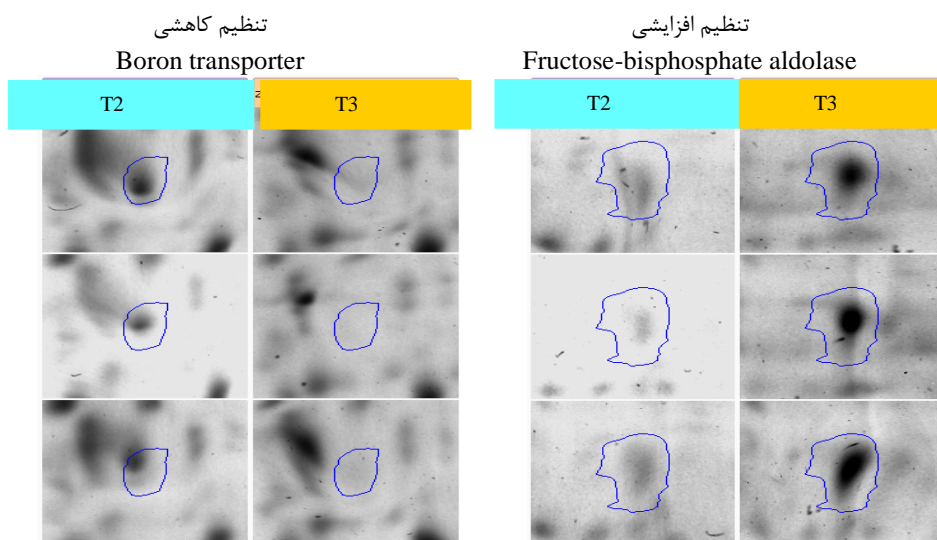 تنظیم کاهشی
Boron transporter
T2 T3
تنظیم افزایشی
Fructose-bisphosphate aldolase
T2 T3